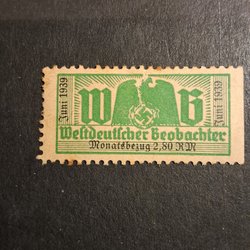 Juni 1939
W B
Juni 1939
Westdeutscher Beobachter
Monatsbezug 2,80 RM